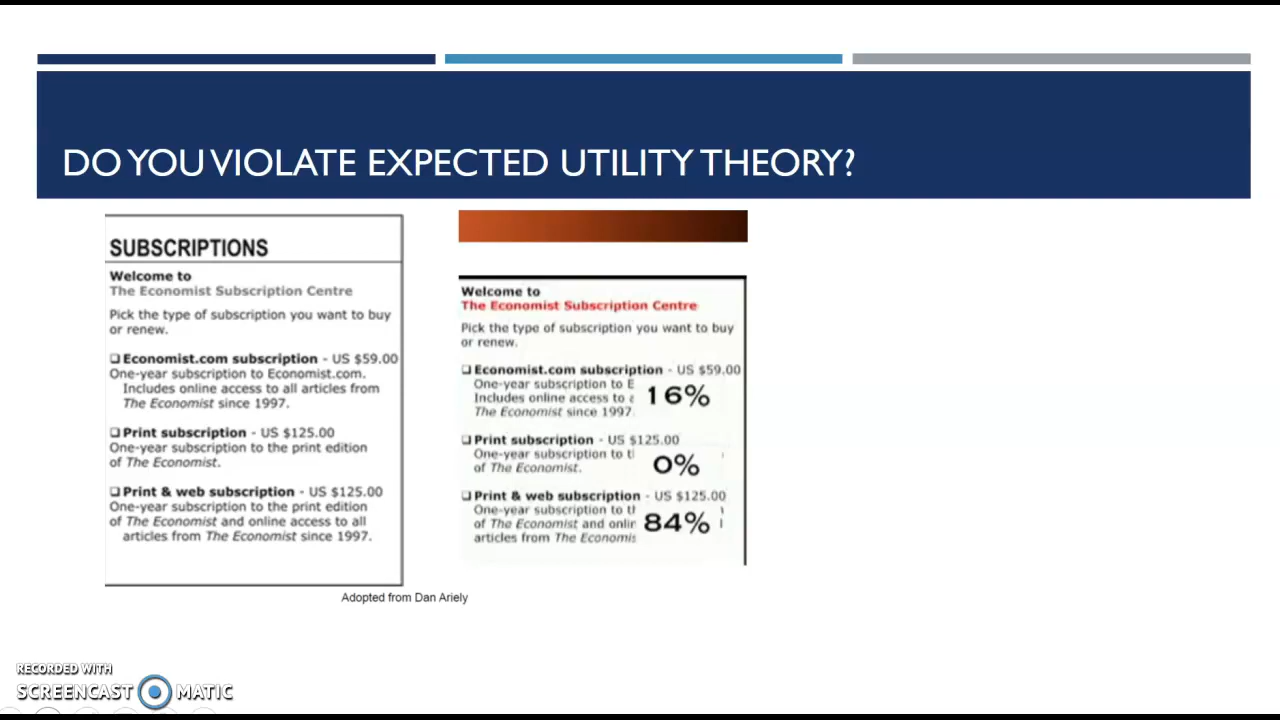 DO YOU VIOLATE EXPECTED UTILITY THEORY?
SUBSCRIPTIONS
Welcome to
The Economist Subscription Centre
Pick the type of subscription you want to buy
or renew.
❑ Economist.com subscription - US $59.00
One-year subscription to Economist.com.
Includes online access to all articles from
The Economist since 1997.
❑ Print subscription - US $125.00
One-year subscription to the print edition
of The Economist.
❑ Print & web subscription - US $125.00
One-year subscription to the print edition
of The Economist and online access to all
articles from The Economist since 1997.
Welcome to
The Economist Subscription Centre
Pick the type of subscription you want to buy
or renew.
❑ Economist.com subscription - US $59.00
One-year subscription to E
Includes online access to a 16%
The Economist since 1997
❑ Print subscription - US $125.00
One-year subscription to
of The Economist. 0%
❑ Print & web subscription - US $125.00
One-year subscription to
of The Economist and 84%
articles from The
Adopted from Dan Ariely
RECORDED WITH
SCREENCAST MATIC